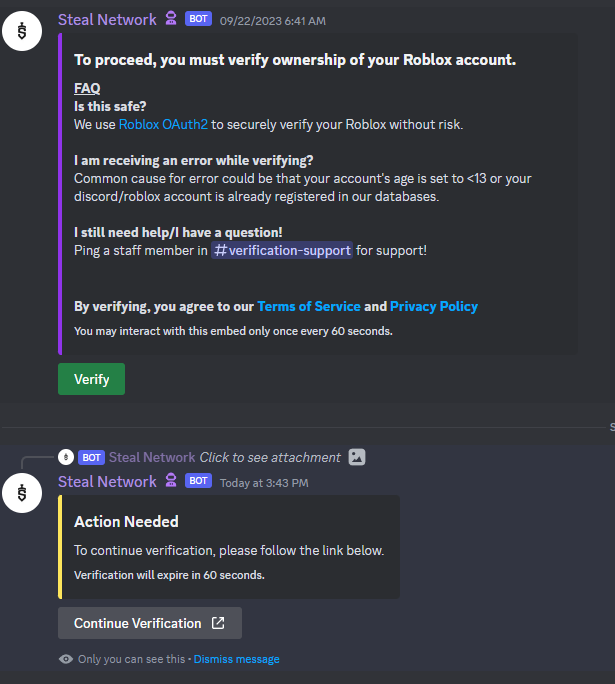 Steal Network BOT 09/22/2023 6:41 AM
To proceed, you must verify ownership of your Roblox account.
FAQ
Is this safe?
We use Roblox OAuth2 to securely verify your Roblox without risk.
I am receiving an error while verifying?
Common cause for error could be that your account's age is set to <13 or your
discord/roblox account is already registered in our databases.
I still need help/I have a question!
Ping a staff member in #verification-support for support!
By verifying, you agree to our Terms of Service and Privacy Policy
You may interact with this embed only once every 60 seconds.
Verify
S
BOT Steal Network Click to see attachment
Steal Network BOT Today at 3:43 PM
Action Needed
To continue verification, please follow the link below.
Verification will expire in 60 seconds.
Continue Verification
Only you can see this • Dismiss message